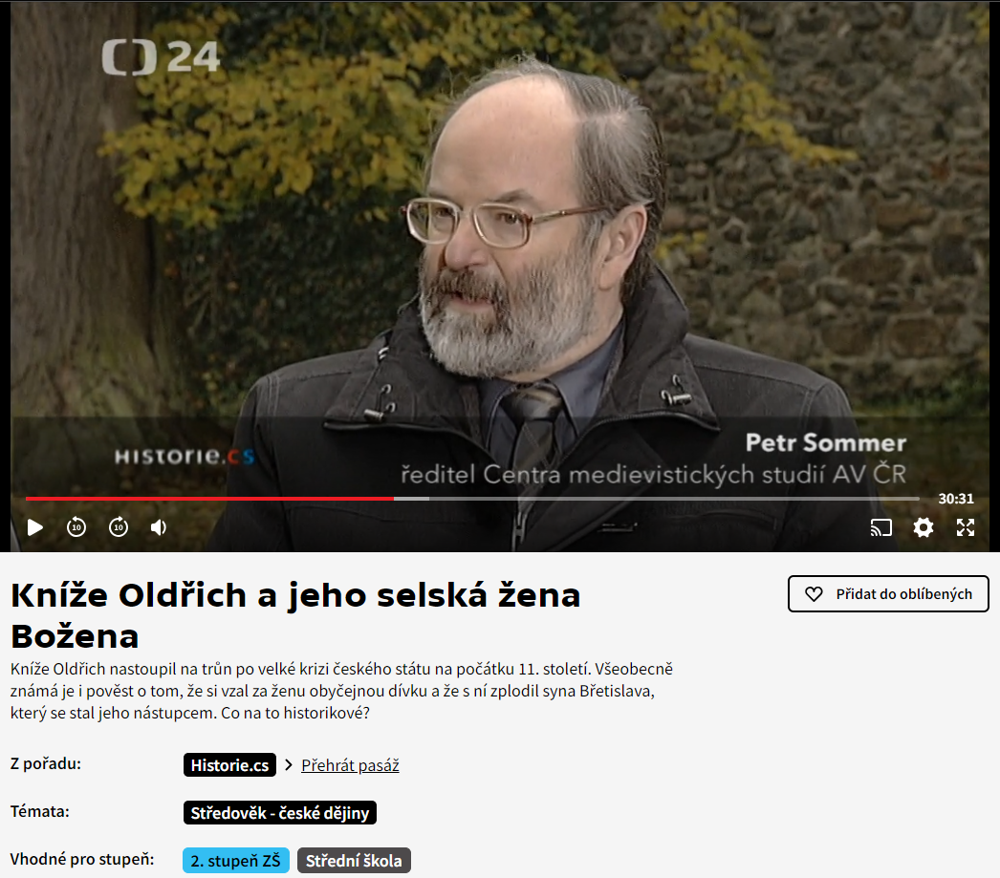 24
HISTORIE.CS
Petr Sommer
ředitel Centra medievistických studií AV ČR
30:31
10
10
Kníže Oldřich a jeho selská žena
Božena
Přidat do oblíbených
Kníže Oldřich nastoupil na trůn po velké krizi českého státu na počátku 11. století. Všeobecně
známá je i pověst o tom, že si vzal za ženu obyčejnou dívku a že s ní zplodil syna Břetislava,
který se stal jeho nástupcem. Co na to historikové?
Z pořadu:
Historie.cs
Přehrát pasáž
Témata:
Středověk - české dějiny
Vhodné pro stupeň:
2. stupeň ZŠ
Střední škola